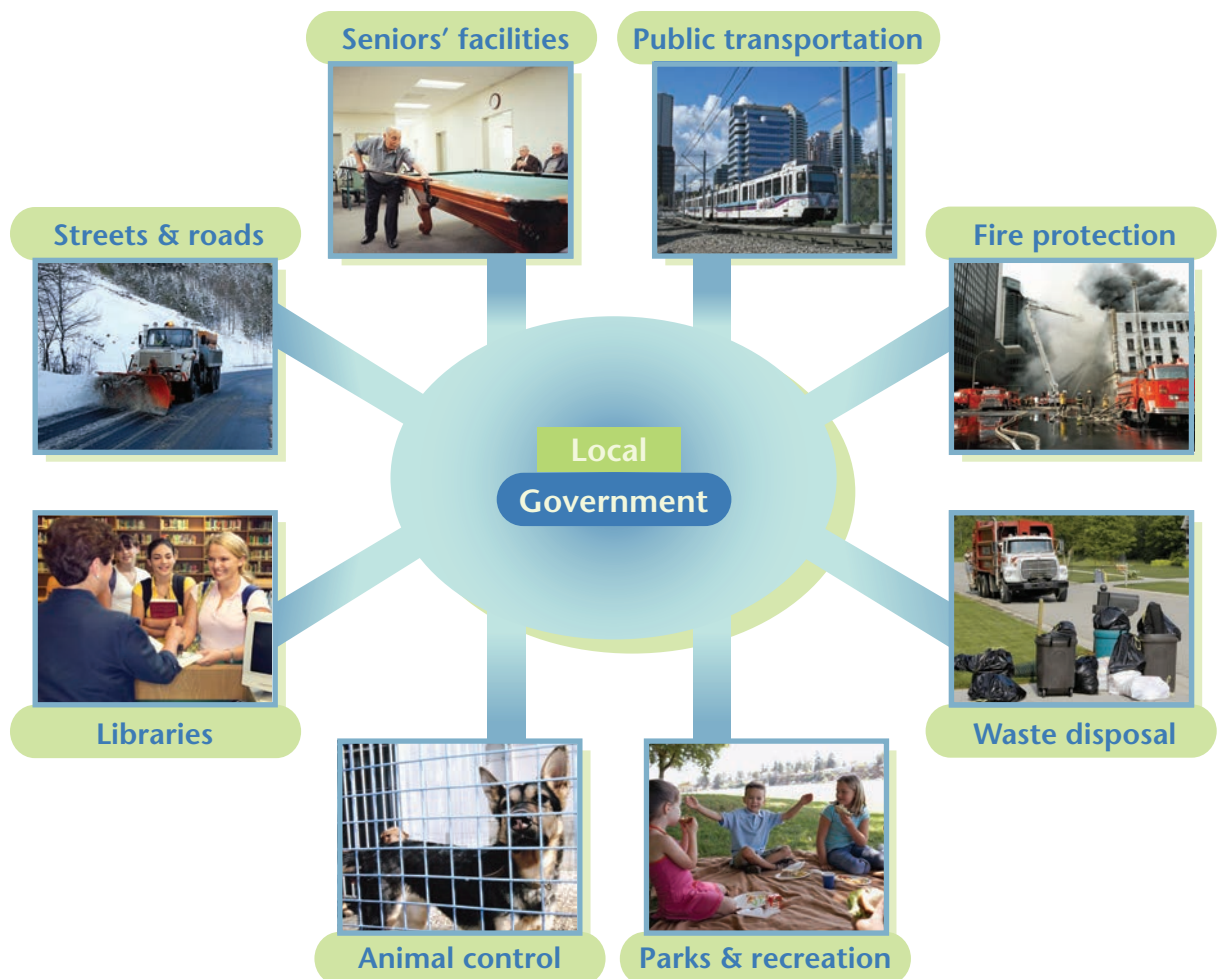 Seniors’ facilities
Public transportation
Streets & roads
Fire protection
Local
Government
Libraries
Waste disposal
Animal control
Parks & recreation